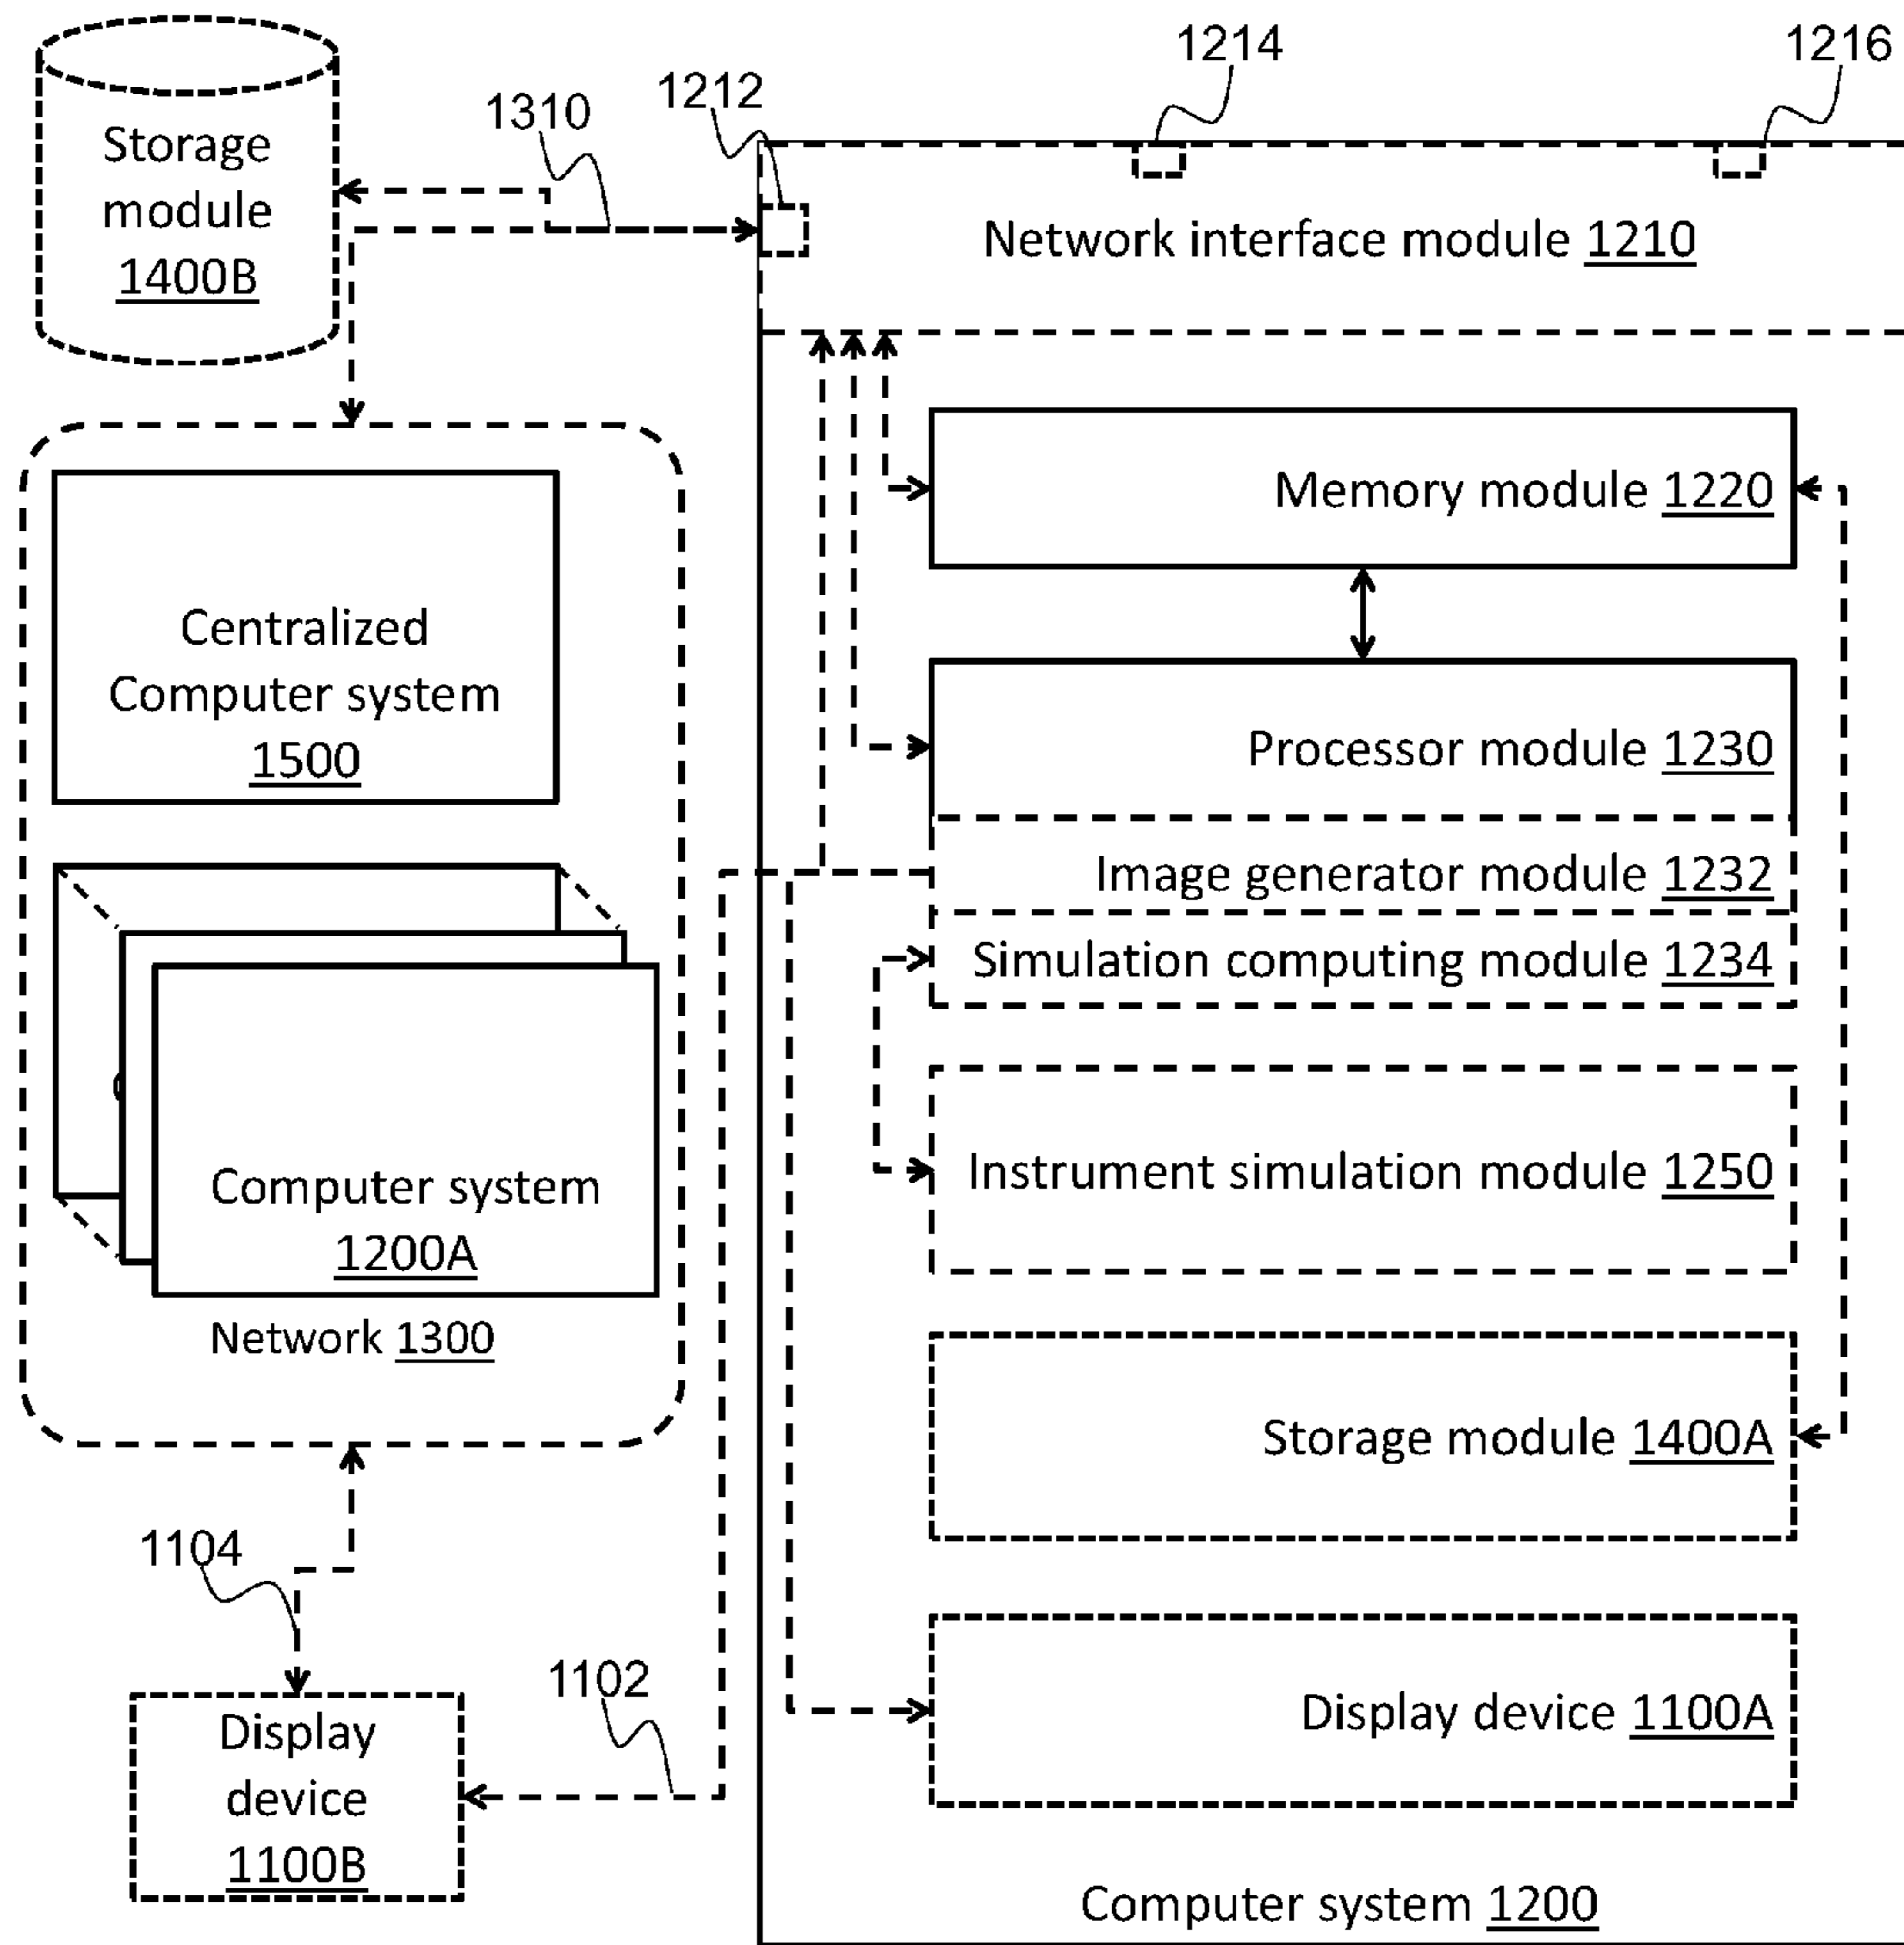 1214
1216
1212
1310
Storage
module
1400B
Network interface module 1210
Memory module 1220
Centralized
Computer system
1500
Processor module 1230
Image generator module 1232
Simulation computing module 1234
Instrument simulation module 1250
Computer system
1200A
Network 1300
Storage module 1400A
1104
1102
Display
device
1100B
Display device 1100A
Computer system 1200